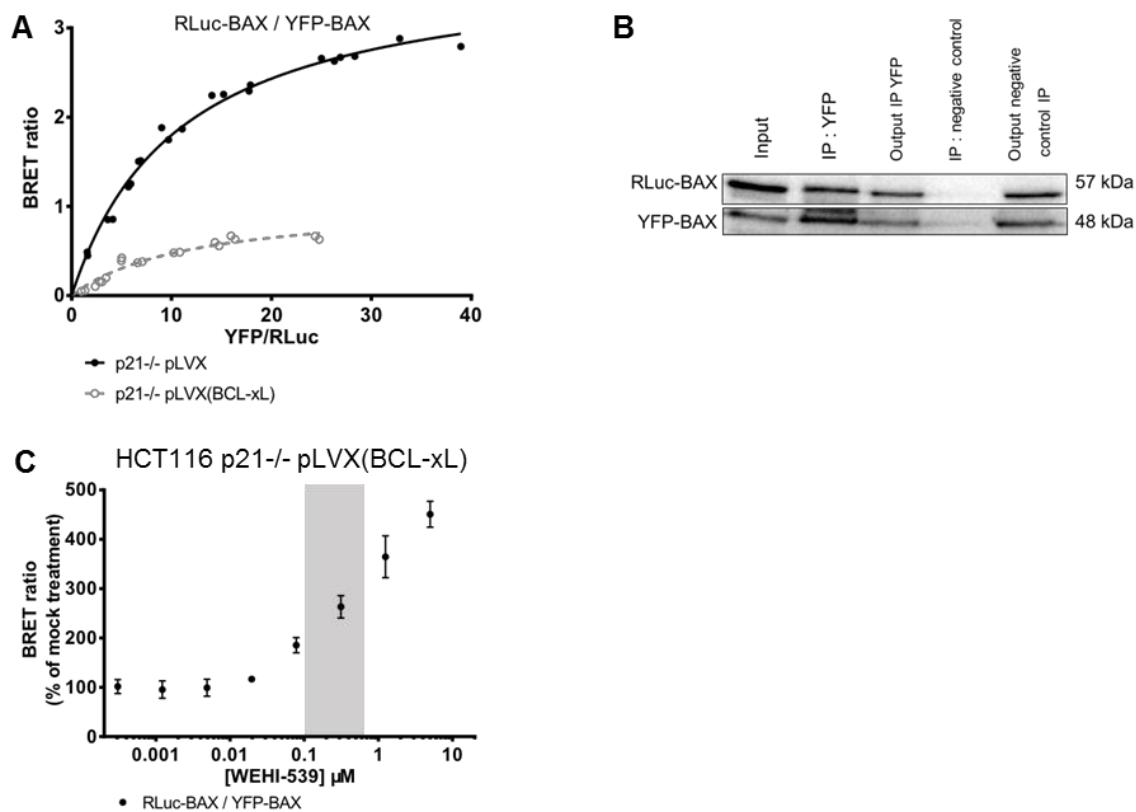 A
RLuc-BAX / YFP-BAX
3
2
1
0
BRET ratio
0 10 20 30 40
YFP/RLuc
p21-/- pLVX
p21-/- pLVX(BCL-xL)
B
Input
IP : YFP
Output IP YFP
IP : negative control
Output negative
control IP
RLuc-BAX 57 kDa
YFP-BAX 48 kDa
C
HCT116 p21-/- pLVX(BCL-xL)
500
400
300
200
100
0
BRET ratio
(% of mock treatment)
0.001 0.01 0.1 1 10
[WEHI-539] µM
RLuc-BAX / YFP-BAX